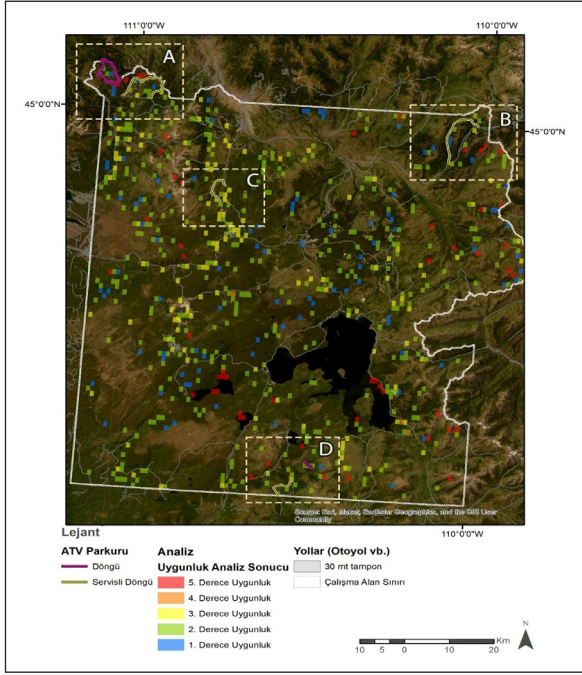 111°0'0"W
110°0'0"W
A
45°0'0"N
B
45°0'0"N
C
D
Source: Esri, Maxar, Earthstar Geographics, and the GIS User
Community
110°0'0"W
Lejant
ATV Parkuru
Döngü
Servisli Döngü
Analiz
Uygunluk Analiz Sonucu
5. Derece Uygunluk
4. Derece Uygunluk
3. Derece Uygunluk
2. Derece Uygunluk
1. Derece Uygunluk
Yollar (Otoyol vb.)
30 mt tampon
Çalışma Alan Sınırı
N
Km
10 5 0 10 20